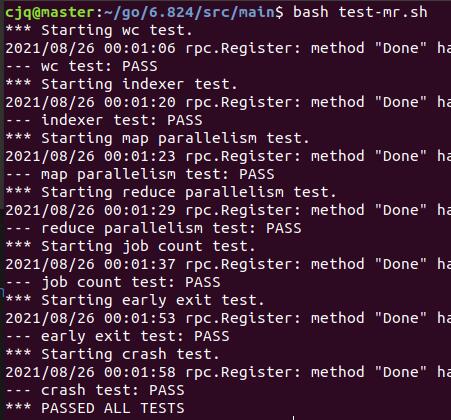 cjq@master:~/go/6.824/src/main$ bash test-mr.sh
*** Starting wc test.
2021/08/26 00:01:06 rpc.Register: method "Done" ha
--- wc test: PASS
*** Starting indexer test.
2021/08/26 00:01:20 rpc.Register: method "Done" ha
--- indexer test: PASS
*** Starting map parallelism test.
2021/08/26 00:01:23 rpc.Register: method "Done" ha
--- map parallelism test: PASS
*** Starting reduce parallelism test.
2021/08/26 00:01:29 rpc.Register: method "Done" ha
--- reduce parallelism test: PASS
*** Starting job count test.
2021/08/26 00:01:37 rpc.Register: method "Done" ha
--- job count test: PASS
*** Starting early exit test.
2021/08/26 00:01:53 rpc.Register: method "Done" ha
--- early exit test: PASS
*** Starting crash test.
2021/08/26 00:01:58 rpc.Register: method "Done" ha
--- crash test: PASS
*** PASSED ALL TESTS